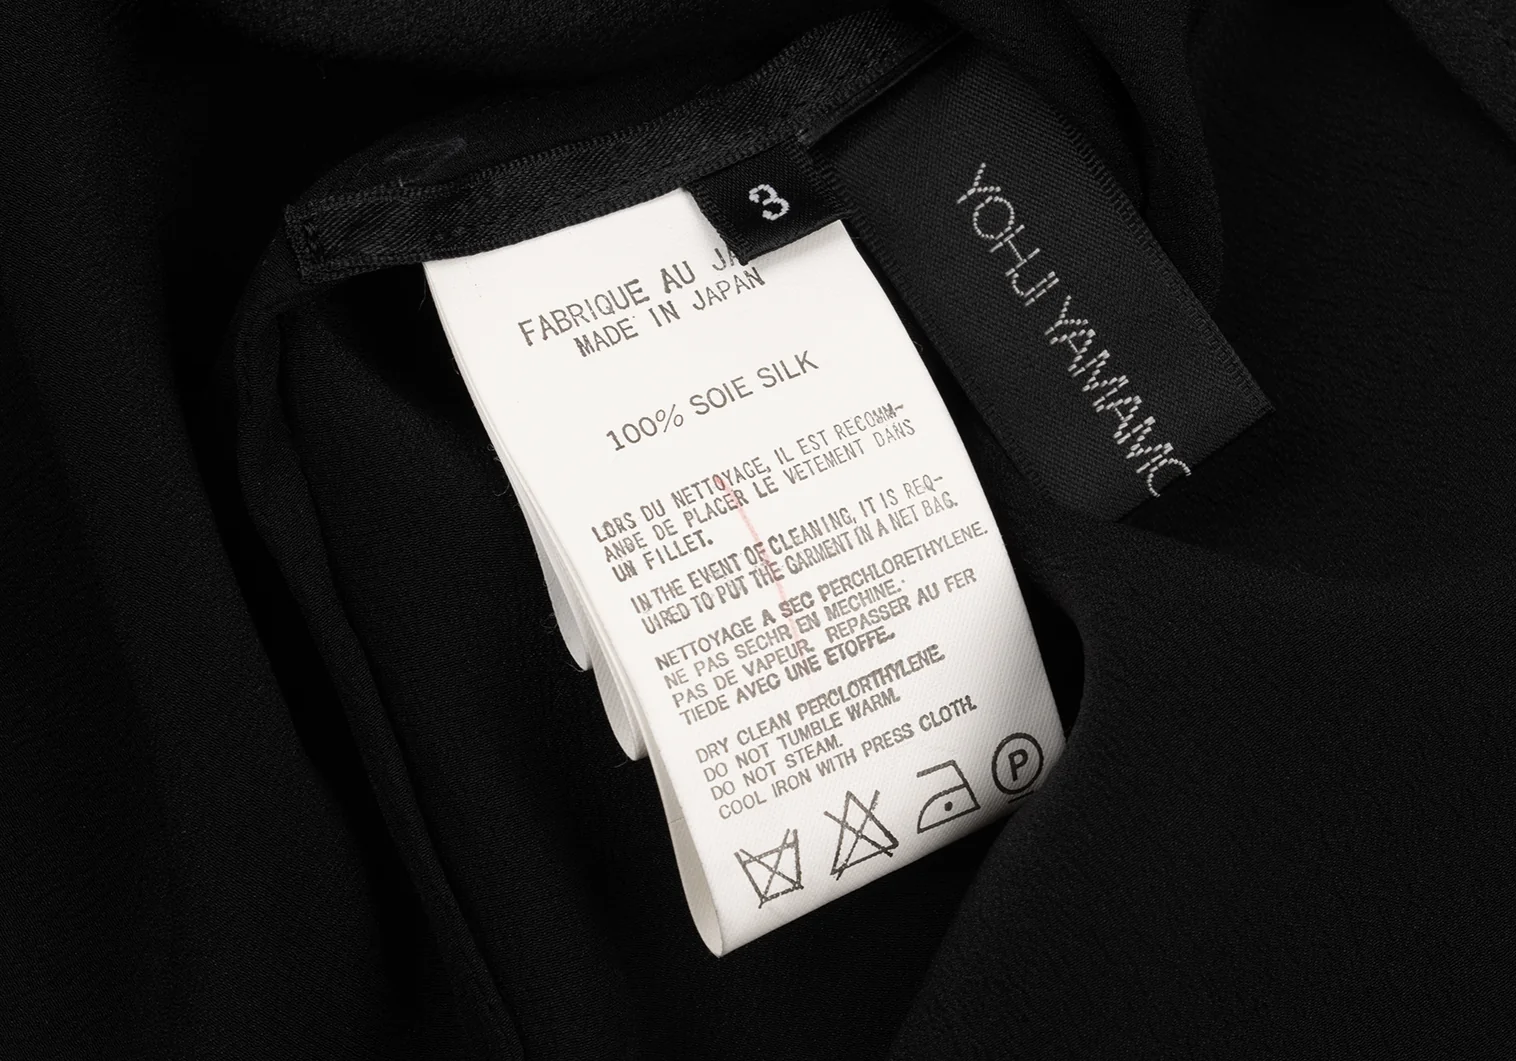 3
YOHJI YAMAMO
FABRIQUE AU JA
MADE IN JAPAN
100% SOIE SILK
LORS DU NETTOYAGE, IL EST RECOMM-
ANDE DE PLACER LE VETEMENT DANS
UN FILLET.
IN THE EVENT OF CLEANING, IT IS REQ-
UIRED TO PUT THE GARMENT IN A NET BAG.
NETTOYAGE A SEC PERCHLORETHYLENE.
NE PAS SECHR EN MECHINE.
PAS DE VAPEUR. REPASSER AU FER
TIEDE AVEC UNE ETOFFE.
DRY CLEAN PERCLORTHYLENE.
DO NOT TUMBLE WARM.
DO NOT STEAM.
COOL IRON WITH PRESS CLOTH.
P